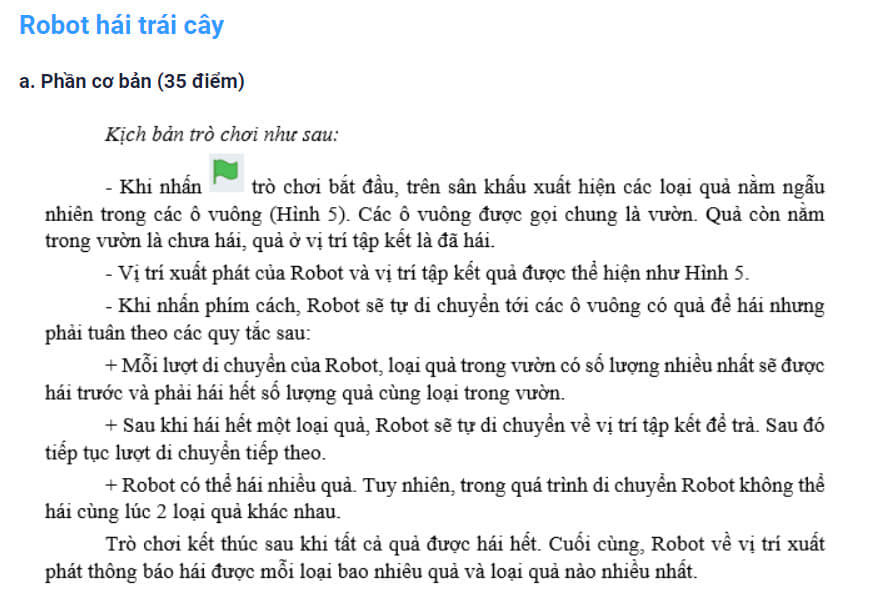 Robot hái trái cây
a. Phần cơ bản (35 điểm)
Kịch bản trò chơi như sau:
- Khi nhấn trò chơi bắt đầu, trên sân khấu xuất hiện các loại quả nằm ngẫu
nhiên trong các ô vuông (Hình 5). Các ô vuông được gọi chung là vườn. Quả còn nằm
trong vườn là chưa hái, quả ở vị trí tập kết là đã hái.
- Vị trí xuất phát của Robot và vị trí tập kết quả được thể hiện như Hình 5.
- Khi nhấn phím cách, Robot sẽ tự di chuyển tới các ô vuông có quả để hái nhưng
phải tuân theo các quy tắc sau:
+ Mỗi lượt di chuyển của Robot, loại quả trong vườn có số lượng nhiều nhất sẽ được
hái trước và phải hái hết số lượng quả cùng loại trong vườn.
+ Sau khi hái hết một loại quả, Robot sẽ tự di chuyển về vị trí tập kết để trả. Sau đó
tiếp tục lượt di chuyển tiếp theo.
+ Robot có thể hái nhiều quả. Tuy nhiên, trong quá trình di chuyển Robot không thể
hái cùng lúc 2 loại quả khác nhau.
Trò chơi kết thúc sau khi tất cả quả được hái hết. Cuối cùng, Robot về vị trí xuất
phát thông báo hái được mỗi loại bao nhiêu quả và loại quả nào nhiều nhất.